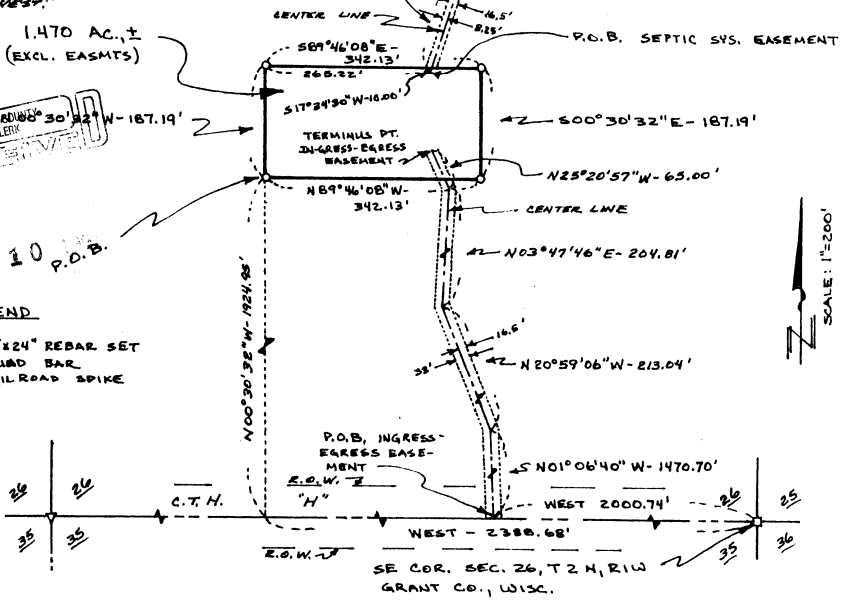 CENTER LINE
16.5'
8.25'
1.470 AC.,±
(EXCL. EASMTS)
S89°46'08"E-
342.13'
265.22'
P.O.B. SEPTIC SYS. EASEMENT
S17°34'30"W-10.00'
30'32"W-187.19'
S00°30'32"E-187.19'
TERMINUS PT.
IN-GRESS-EGRESS
EASEMENT
N25°20'57"W-65.00'
N89°46'08"W-
342.13'
CENTER LINE
10
P.O.B.
N03°47'46"E-204.81'
SCALE: 1"=200'
N00°30'32"W-1924.95'
END
"x24" REBAR SET
BAR
ILROAD SPIKE
16.5'
33'
N20°59'06"W-213.04'
P.O.B. INGRESS-
EGRESS EASE-
MENT
N01°06'40"W-1470.70'
26
26
C.T.H.
"H"
R.O.W.
WEST 2000.74'
26
25
35
35
WEST - 2388.68'
35
36
R.O.W.
SE COR. SEC. 26, T2N, R1W
GRANT CO., WISC.